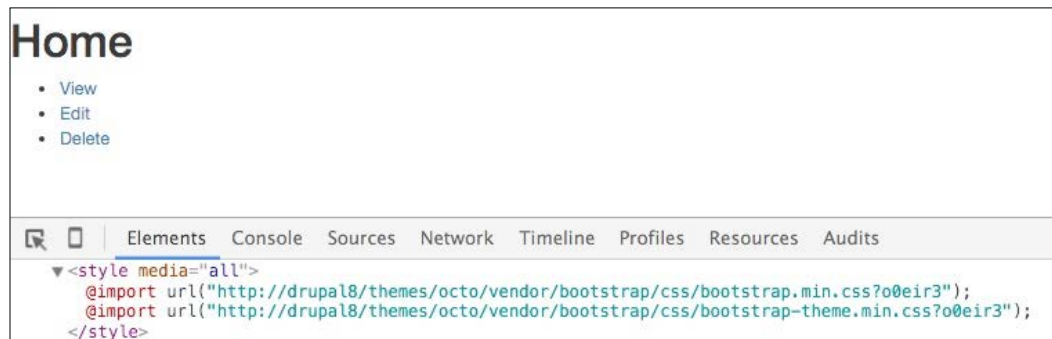 Home
View
Edit
Delete
Elements Console Sources Network Timeline Profiles Resources Audits
<style media="all">
@import url("http://drupal8/themes/octo/vendor/bootstrap/css/bootstrap.min.css?o0eir3");
@import url("http://drupal8/themes/octo/vendor/bootstrap/css/bootstrap-theme.min.css?o0eir3");
</style>